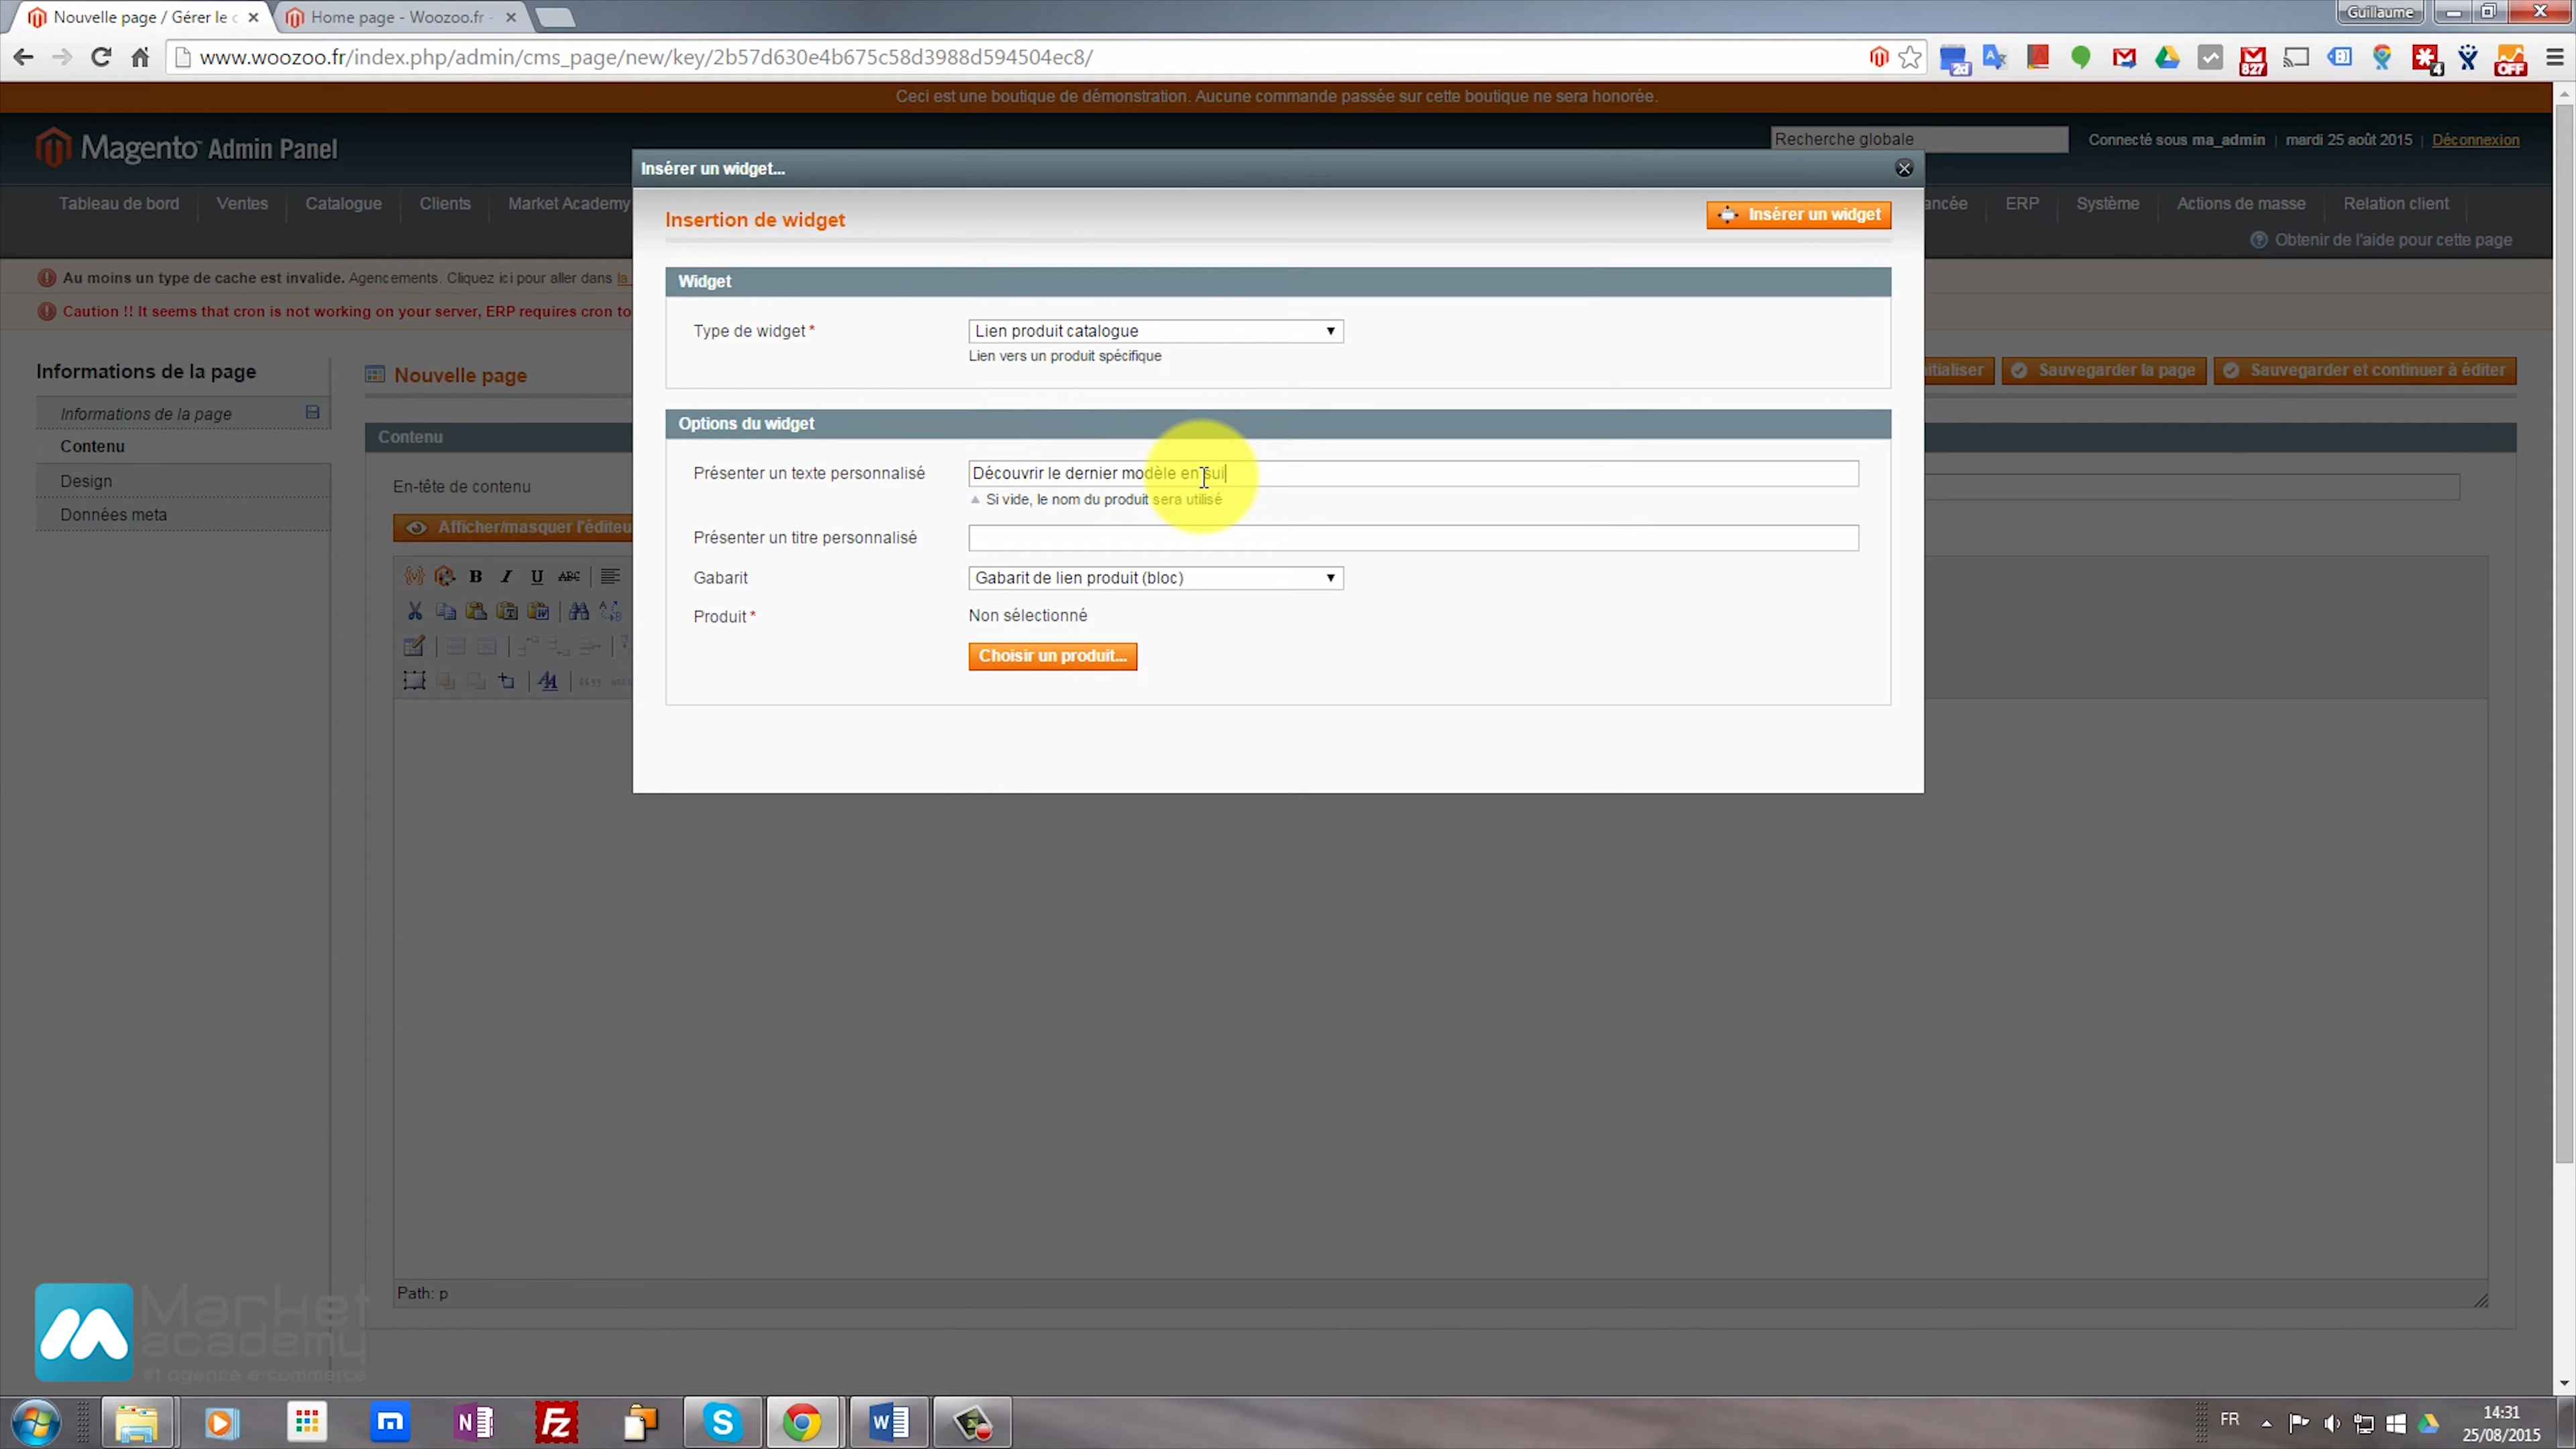 Nouvelle page / Gérer le c
Home page - Woozoo.fr -
Guillaume
www.woozoo.fr/index.php/admin/cms_page/new/key/2b57d630e4b675c58d3988d594504ec8/
2d
827
4
OFF
Ceci est une boutique de démonstration. Aucune commande passée sur cette boutique ne sera honorée.
Magento Admin Panel
Recherche globale
Connecté sous ma_admin | mardi 25 août 2015 | Déconnexion
Insérer un widget...
Tableau de bord Ventes Catalogue Clients Market Academy
ancée ERP Système Actions de masse Relation client
Obtenir de l'aide pour cette page
Insertion de widget
Insérer un widget
Au moins un type de cache est invalide. Agencements. Cliquez ici pour aller dans la
Caution !! It seems that cron is not working on your server, ERP requires cron to
Widget
Type de widget *
Lien produit catalogue
Lien vers un produit spécifique
Informations de la page
Nouvelle page
itialiser
Sauvegarder la page
Sauvegarder et continuer à éditer
Informations de la page
Contenu
Design
Données meta
Contenu
En-tête de contenu
Afficher/masquer l'éditeu
Options du widget
Présenter un texte personnalisé
Découvrir le dernier modèle en sui
Si vide, le nom du produit sera utilisé
Présenter un titre personnalisé
Gabarit
Gabarit de lien produit (bloc)
Produit *
Non sélectionné
Choisir un produit...
B I U ABC
Path: p
Market
academy
#1 agence e-commerce
FR
14:31
25/08/2015